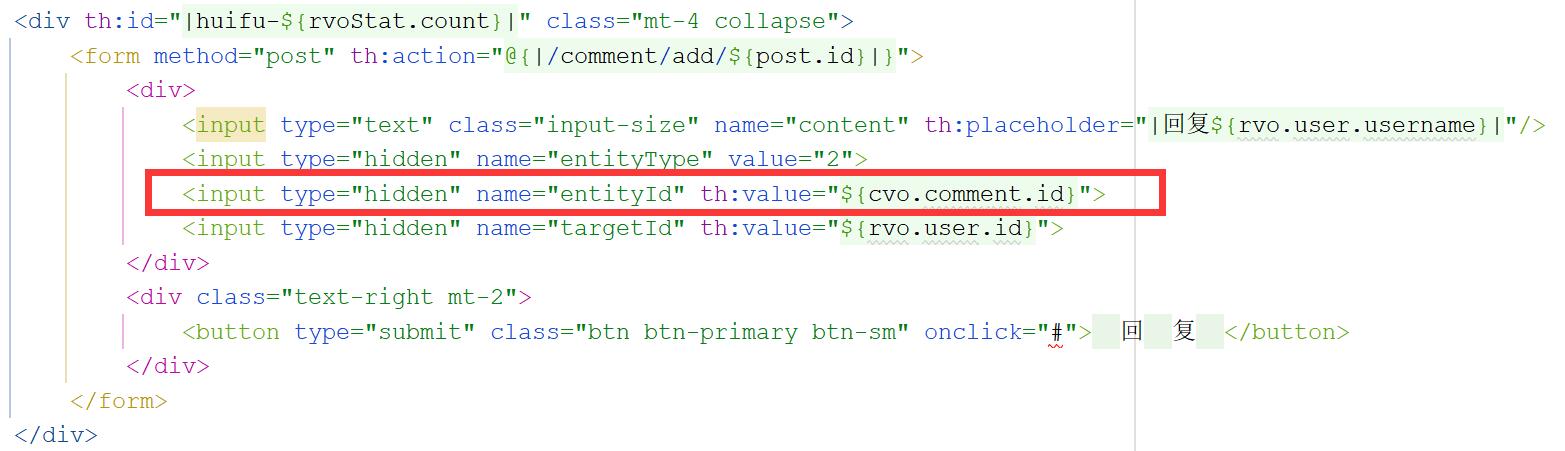 <div th:id="|huifu-${rvoStat.count}|" class="mt-4 collapse">
<form method="post" th:action="@{|/comment/add/${post.id}|}">
<div>
<input type="text" class="input-size" name="content" th:placeholder="|回复${rvo.user.username}|"/>
<input type="hidden" name="entityType" value="2">
<input type="hidden" name="entityId" th:value="${cvo.comment.id}">
<input type="hidden" name="targetId" th:value="${rvo.user.id}">
</div>
<div class="text-right mt-2">
<button type="submit" class="btn btn-primary btn-sm" onclick="#">  回  复  </button>
</div>
</form>
</div>